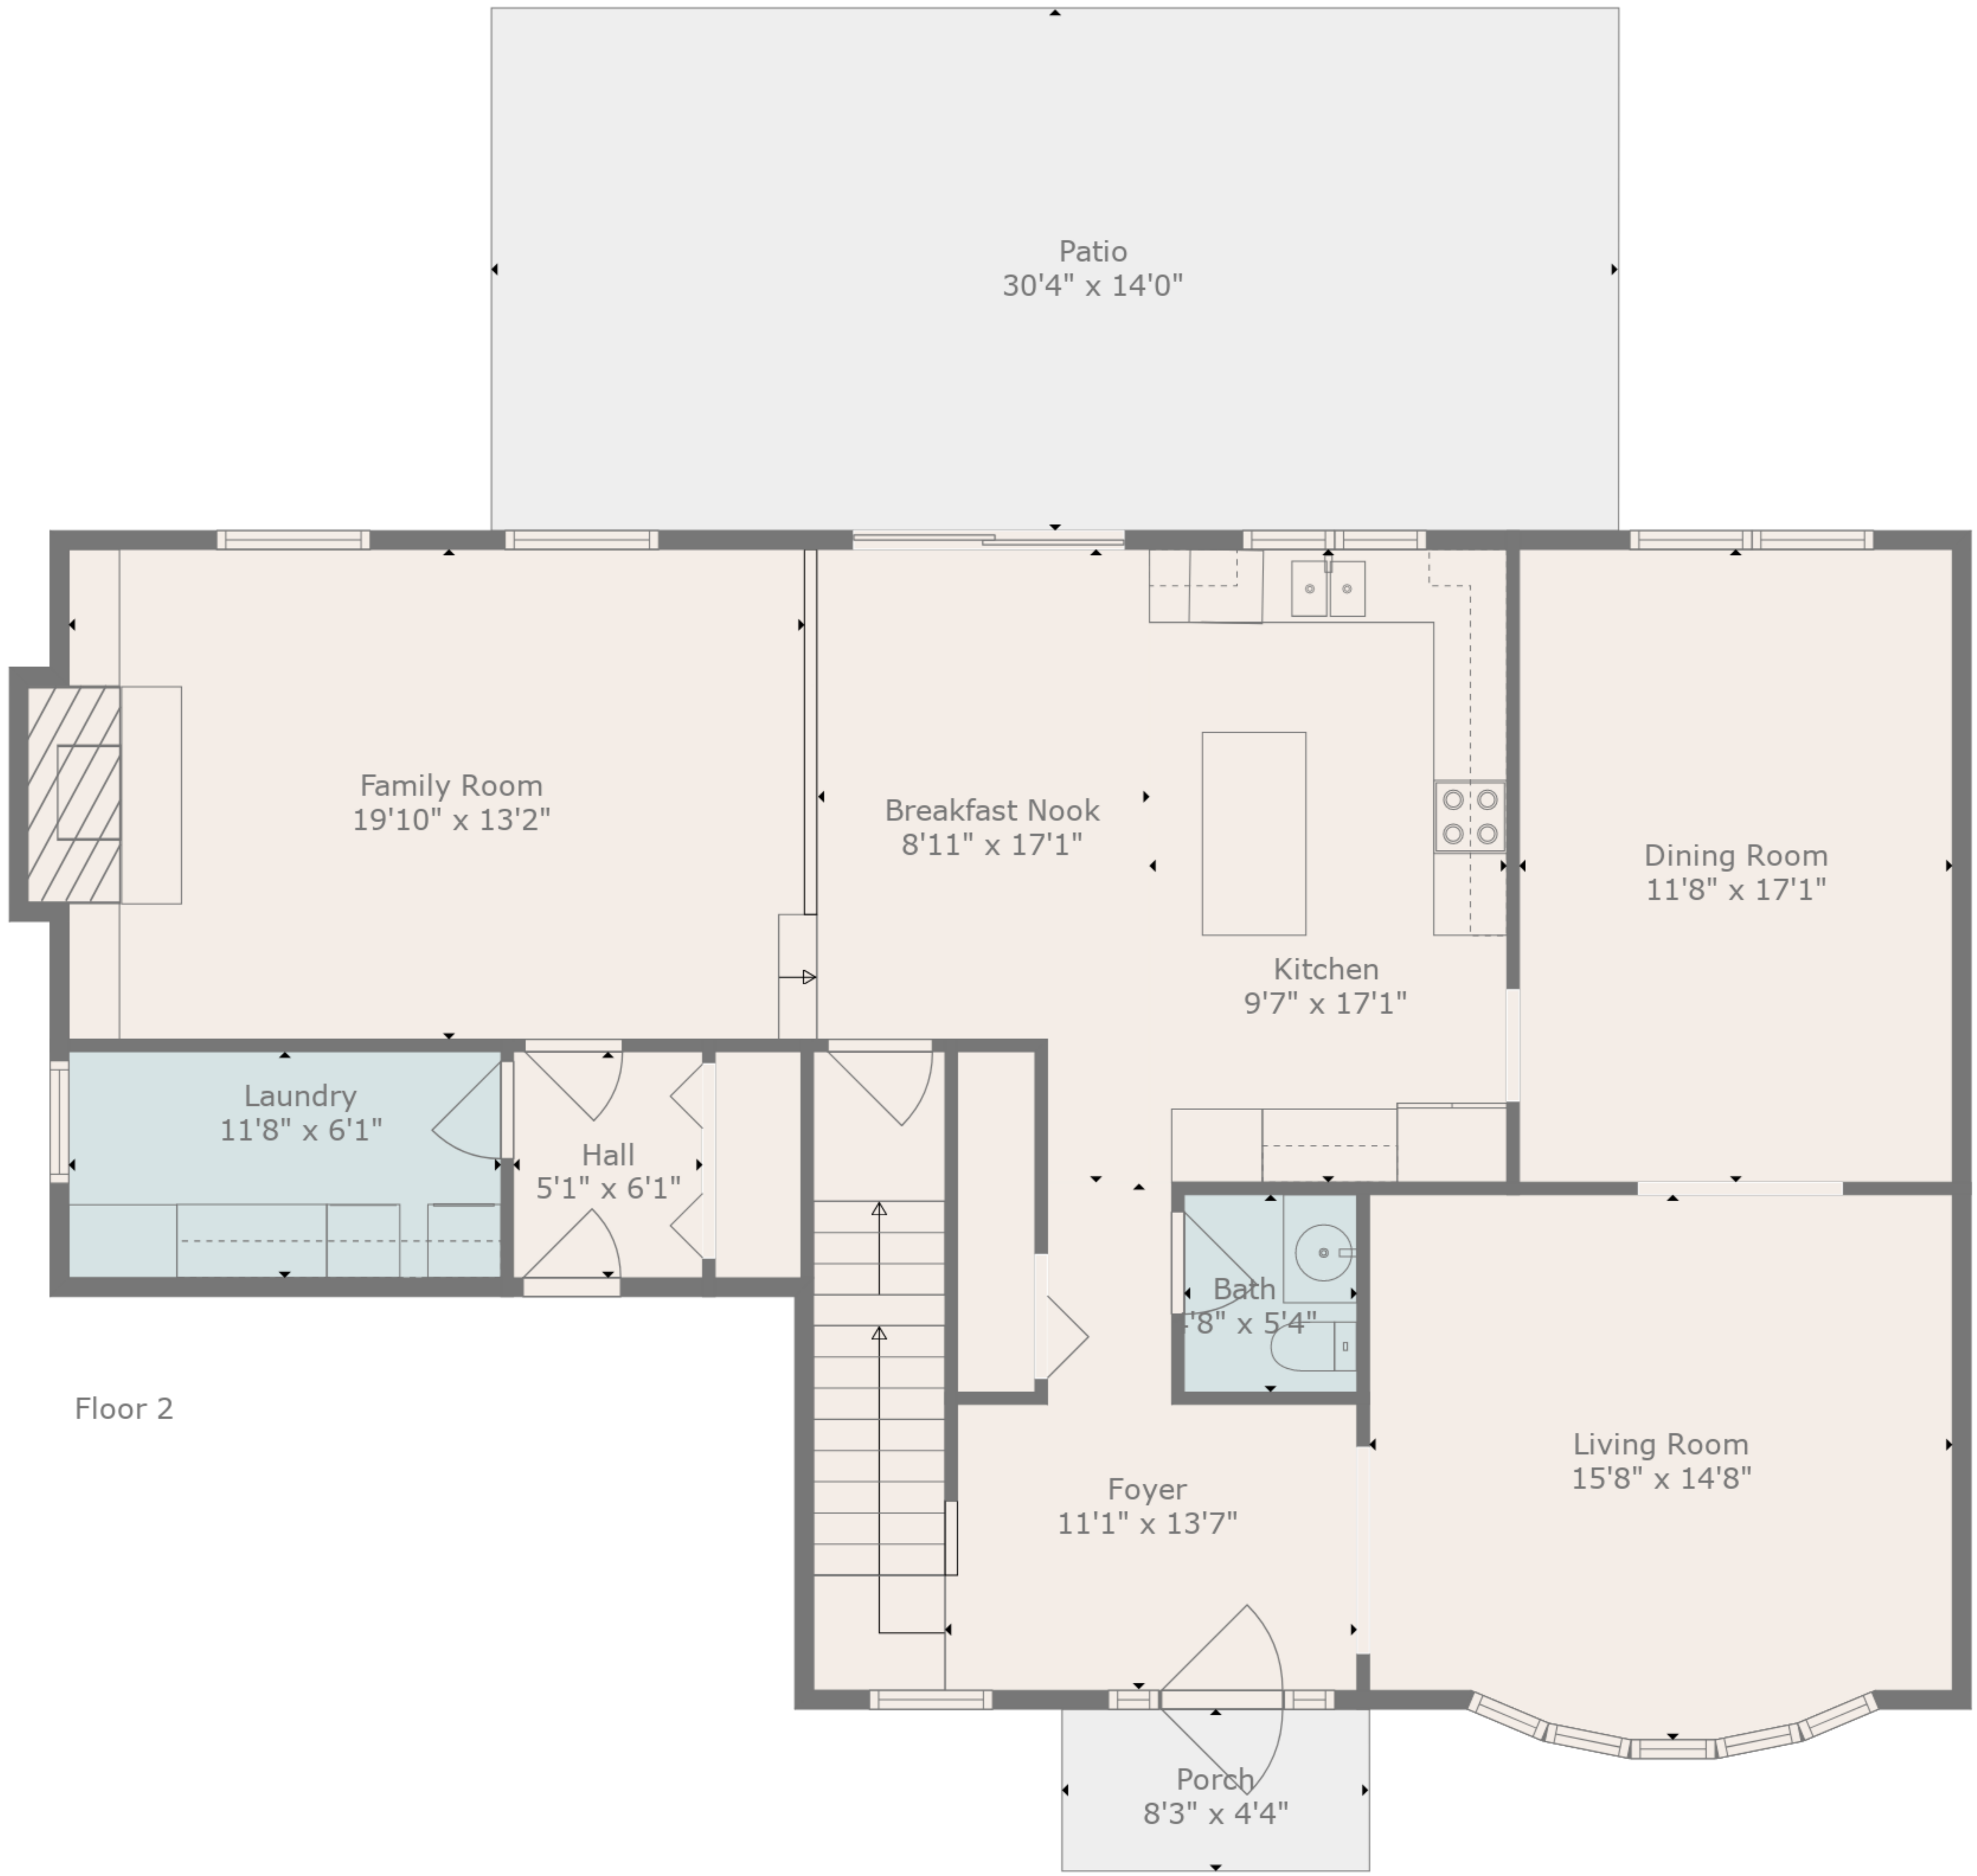 Patio
30'4" x 14'0"
Family Room
19'10" x 13'2"
Breakfast Nook
8'11" x 17'1"
Dining Room
11'8" x 17'1"
Kitchen
9'7" x 17'1"
Laundry
11'8" x 6'1"
Hall
5'1" x 6'1"
Bath
'8" x 5'4"
Floor 2
Living Room
15'8" x 14'8"
Foyer
11'1" x 13'7"
Porch
8'3" x 4'4"